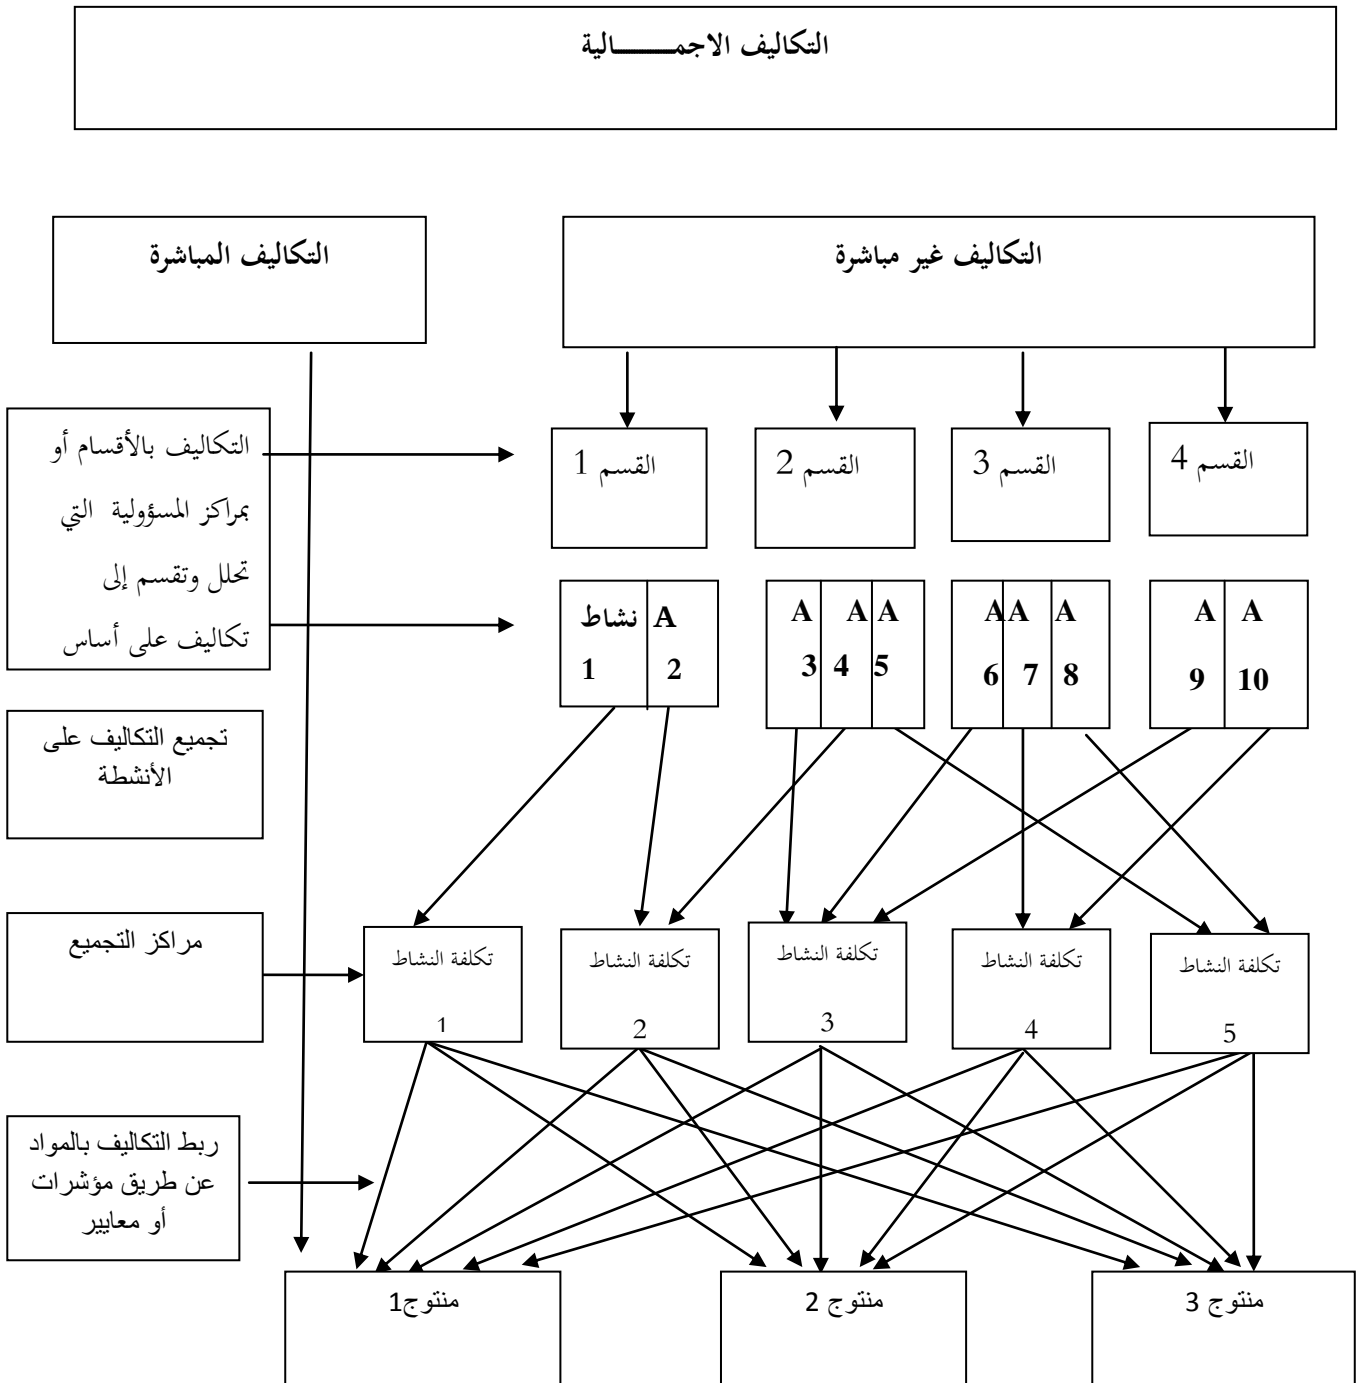 التكاليف الاجمـــــــــالية
التكاليف المباشرة
التكاليف غير مباشرة
التكاليف بالأقسام أو
بمراكز المسؤولية التي
تحلل وتقسم إلى
تكاليف على أساس
القسم 1
القسم 2
القسم 3
القسم 4
نشاط 1
A 2
A 3
A 4
A 5
A 6
A 7
A 8
A 9
A 10
تجميع التكاليف على
الأنشطة
مراكز التجميع
تكلفة النشاط
1
تكلفة النشاط
2
تكلفة النشاط
3
تكلفة النشاط
4
تكلفة النشاط
5
ربط التكاليف بالمواد
عن طريق مؤشرات
أو معايير
منتوج1
منتوج 2
منتوج 3